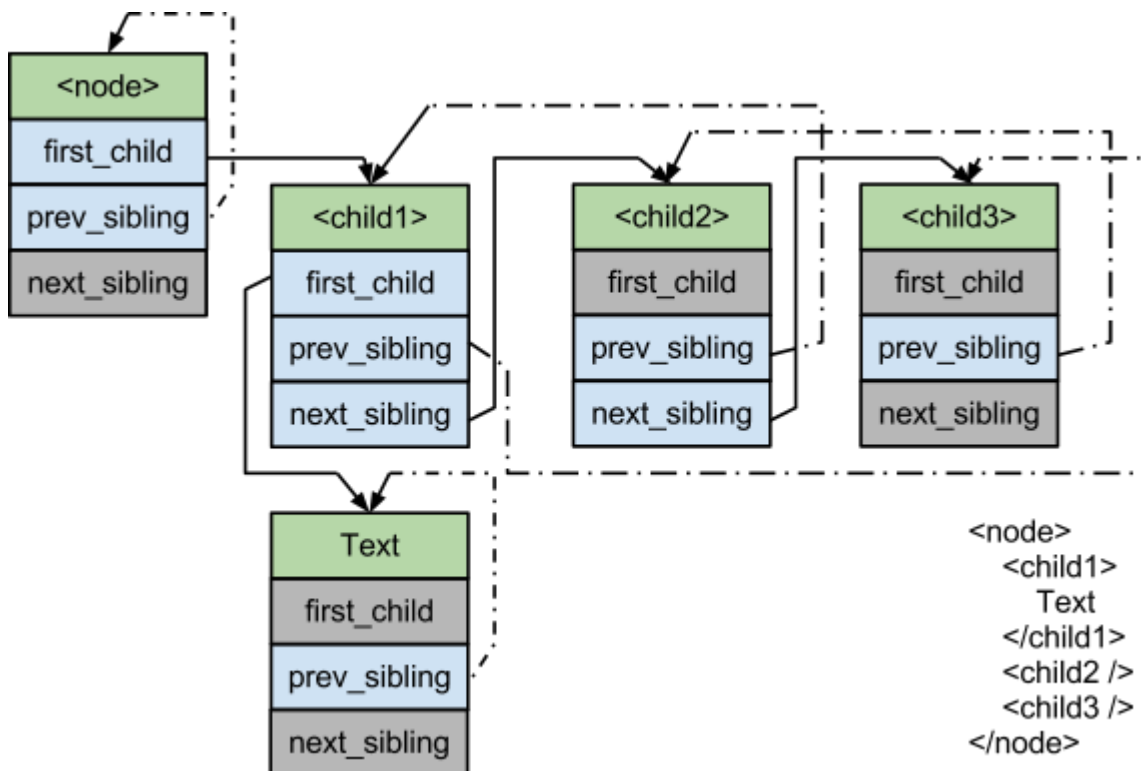 <node>
first_child
prev_sibling
next_sibling
<child1>
first_child
prev_sibling
next_sibling
<child2>
first_child
prev_sibling
next_sibling
<child3>
first_child
prev_sibling
next_sibling
Text
first_child
prev_sibling
next_sibling
<node>
<child1>
Text
</child1>
<child2 />
<child3 />
</node>